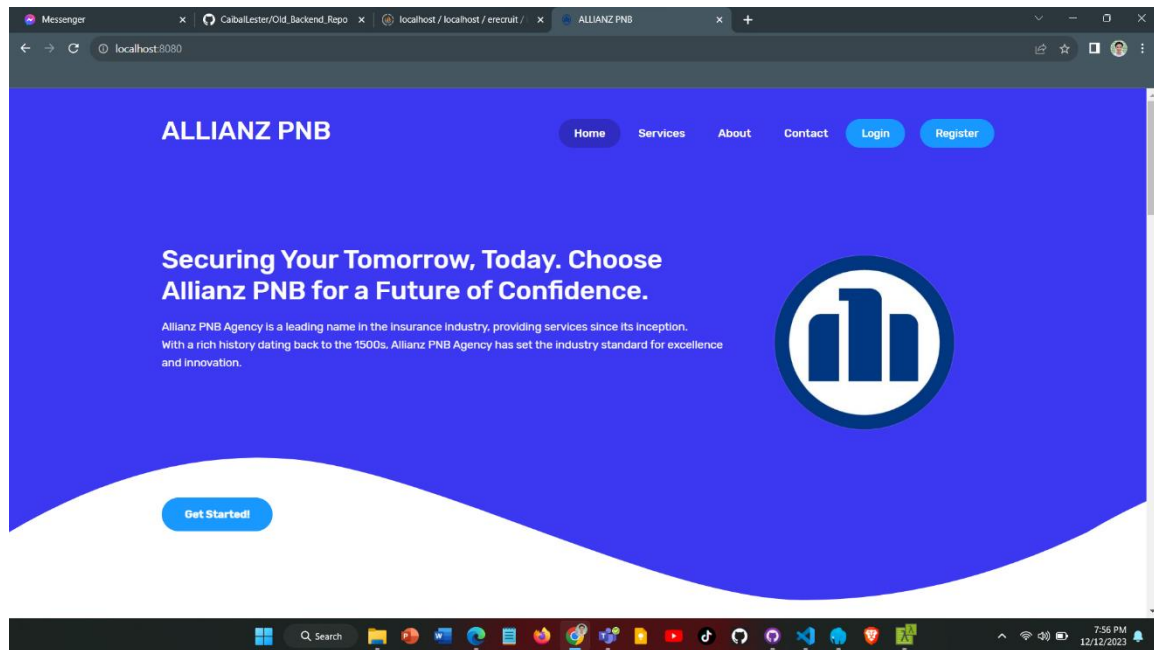 Messenger
CaibalLester/Old_Backend_Repo
localhost / localhost / erecruit /
ALLIANZ PNB
localhost:8080
ALLIANZ PNB
Home Services About Contact Login Register
Securing Your Tomorrow, Today. Choose
Allianz PNB for a Future of Confidence.
Allianz PNB Agency is a leading name in the insurance industry, providing services since its inception.
With a rich history dating back to the 1500s, Allianz PNB Agency has set the industry standard for excellence
and innovation.
Get Started!
Search
7:56 PM
12/12/2023